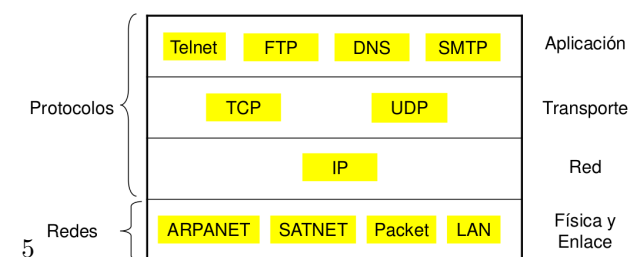 Telnet FTP DNS SMTP Aplicación
Protocolos TCP UDP Transporte
IP Red
Redes ARPANET SATNET Packet LAN Física y
Enlace
5